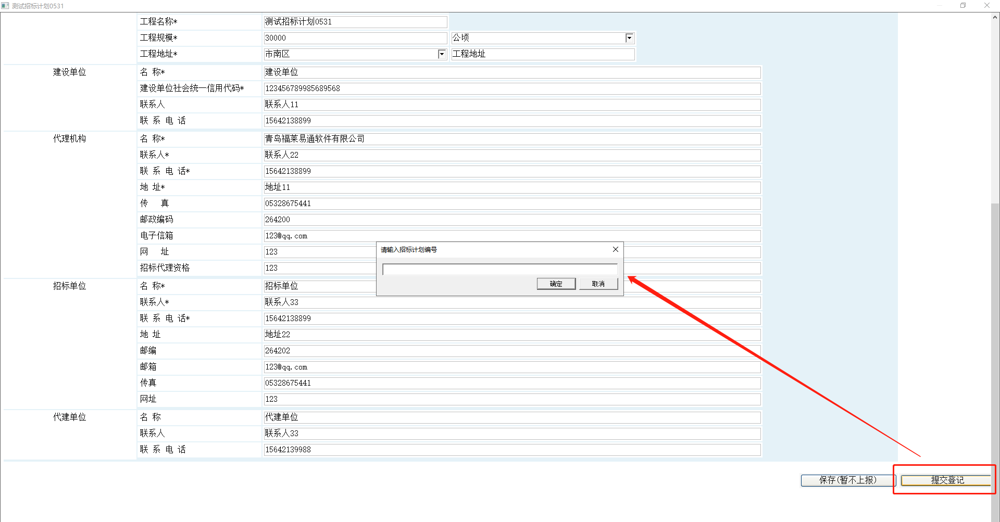 测试招标计划0531
工程名称* 测试招标计划0531
工程规模* 30000 公顷
工程地址* 市南区 工程地址
建设单位 名 称* 建设单位
建设单位社会统一信用代码* 123456789985689568
联系人 联系人11
联 系 电 话 15642138899
代理机构 名 称* 青岛福莱易通软件有限公司
联系人* 联系人22
联 系 电 话* 15642138899
地 址* 地址11
传 真 05328675441
邮政编码 264200
电子信箱 123@qq.com
网 址 123
招标代理资格 123
请输入招标计划编号
确定 取消
招标单位 名 称* 招标单位
联系人* 联系人33
联 系 电 话* 15642138899
地 址 地址22
邮编 264202
邮箱 123@qq.com
传真 05328675441
网址 123
代建单位 名 称 代建单位
联系人 联系人33
联 系 电 话 15642139988
保存(暂不上报) 提交登记